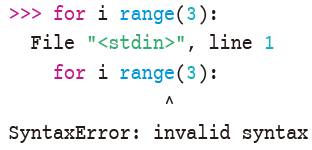 >>> for i range(3):
  File "<stdin>", line 1
    for i range(3):
              ^
SyntaxError: invalid syntax